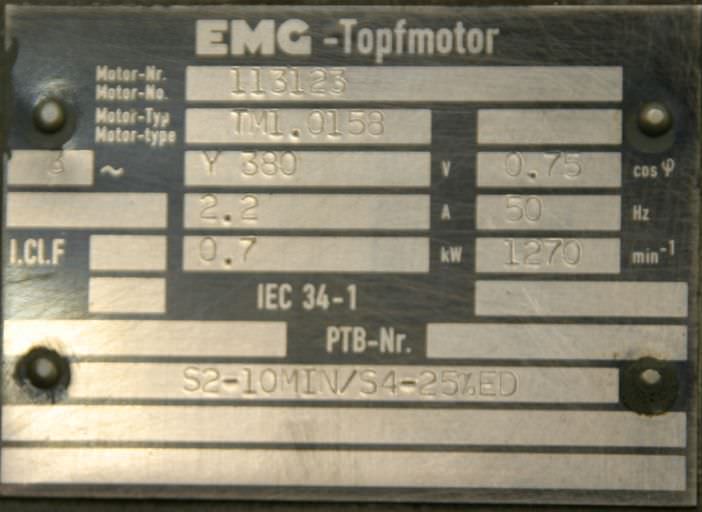 EMG -Topfmotor
Motor-Nr. 113123
Motor-No.
Motor-Typ TM1.0158
Motor-type
3 ~ Y 380 V 0.75 cos φ
2.2 A 50 Hz
I.Cl.F 0.7 kW 1270 min-1
IEC 34-1
PTB-Nr.
S2-10MIN/S4-25%ED